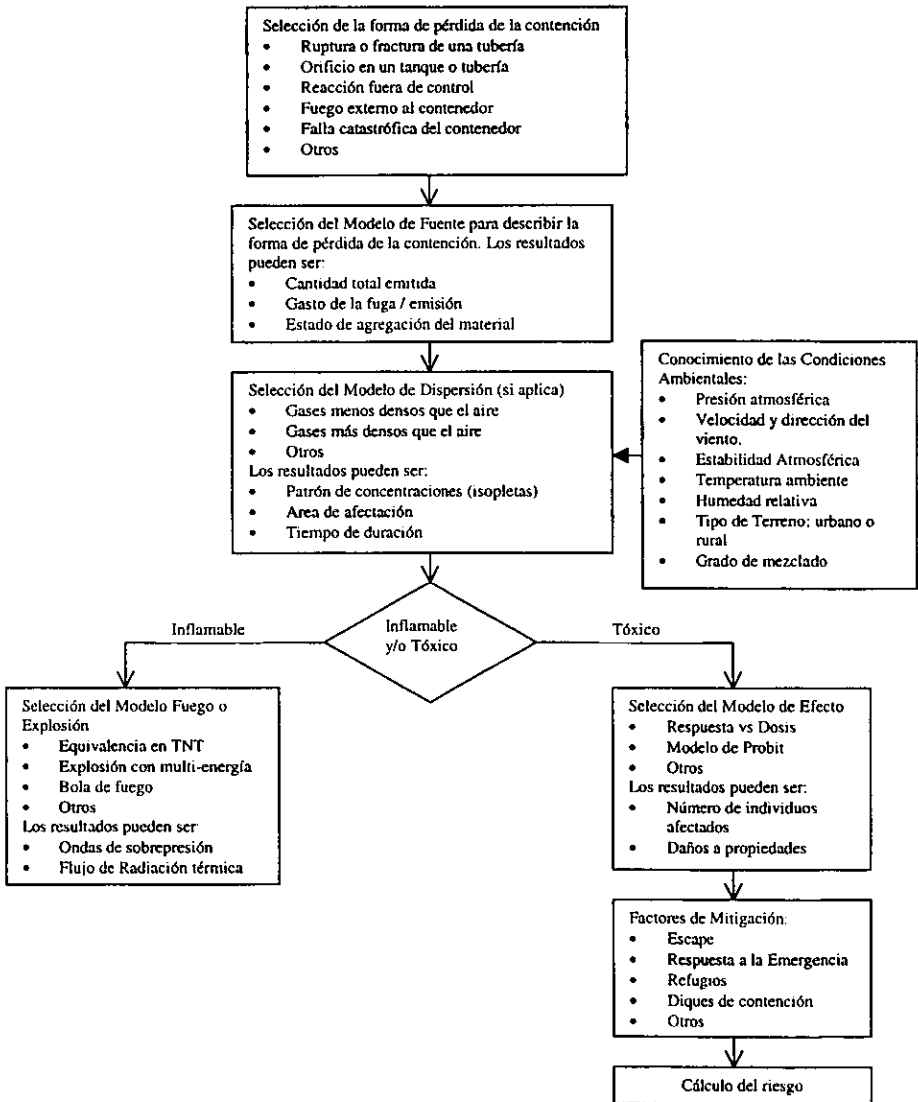 Selección de la forma de pérdida de la contención
• Ruptura o fractura de una tubería
• Orificio en un tanque o tubería
• Reacción fuera de control
• Fuego externo al contenedor
• Falla catastrófica del contenedor
• Otros
Selección del Modelo de Fuente para describir la
forma de pérdida de la contención. Los resultados
pueden ser:
• Cantidad total emitida
• Gasto de la fuga / emisión
• Estado de agregación del material
Selección del Modelo de Dispersión (si aplica)
• Gases menos densos que el aire
• Gases más densos que el aire
• Otros
Los resultados pueden ser:
• Patrón de concentraciones (isopletas)
• Area de afectación
• Tiempo de duración
Conocimiento de las Condiciones
Ambientales:
• Presión atmosférica
• Velocidad y dirección del
viento.
• Estabilidad Atmosférica
• Temperatura ambiente
• Humedad relativa
• Tipo de Terreno; urbano o
rural
• Grado de mezclado
Inflamable
Inflamable
y/o Tóxico
Tóxico
Selección del Modelo Fuego o
Explosión
• Equivalencia en TNT
• Explosión con multi-energía
• Bola de fuego
• Otros
Los resultados pueden ser:
• Ondas de sobrepresión
• Flujo de Radiación térmica
Selección del Modelo de Efecto
• Respuesta vs Dosis
• Modelo de Probit
• Otros
Los resultados pueden ser:
• Número de individuos
afectados
• Daños a propiedades
Factores de Mitigación:
• Escape
• Respuesta a la Emergencia
• Refugios
• Diques de contención
• Otros
Cálculo del riesgo